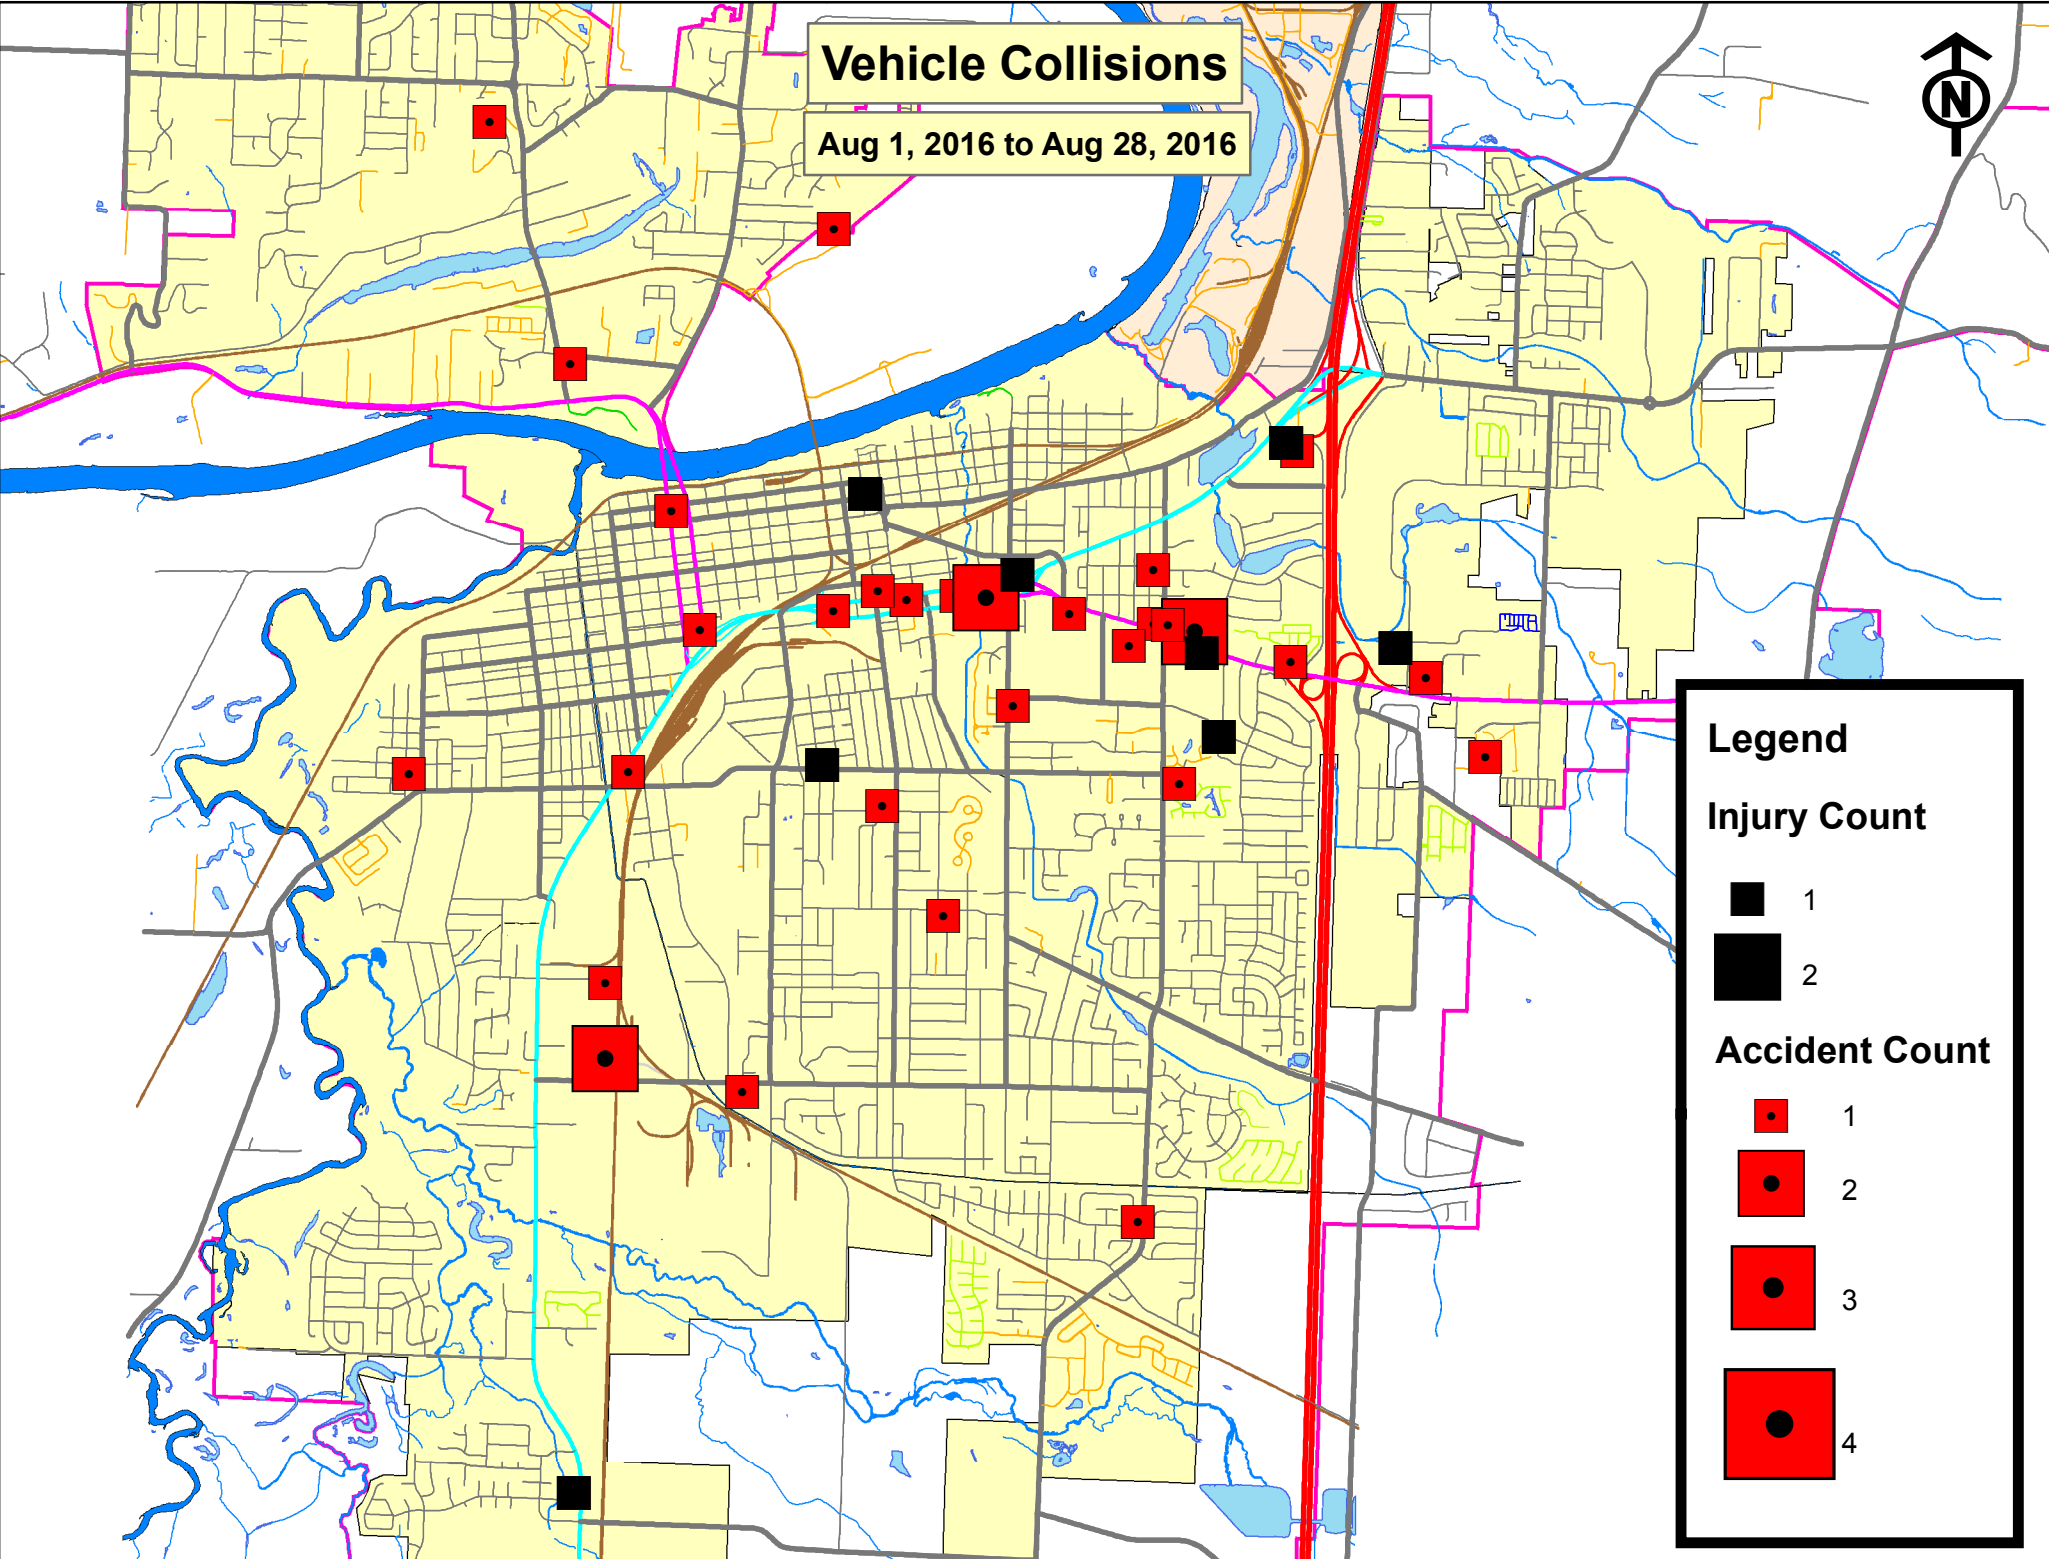 Vehicle Collisions
Aug 1, 2016 to Aug 28, 2016
N
Legend
Injury Count
1
2
Accident Count
1
2
3
4